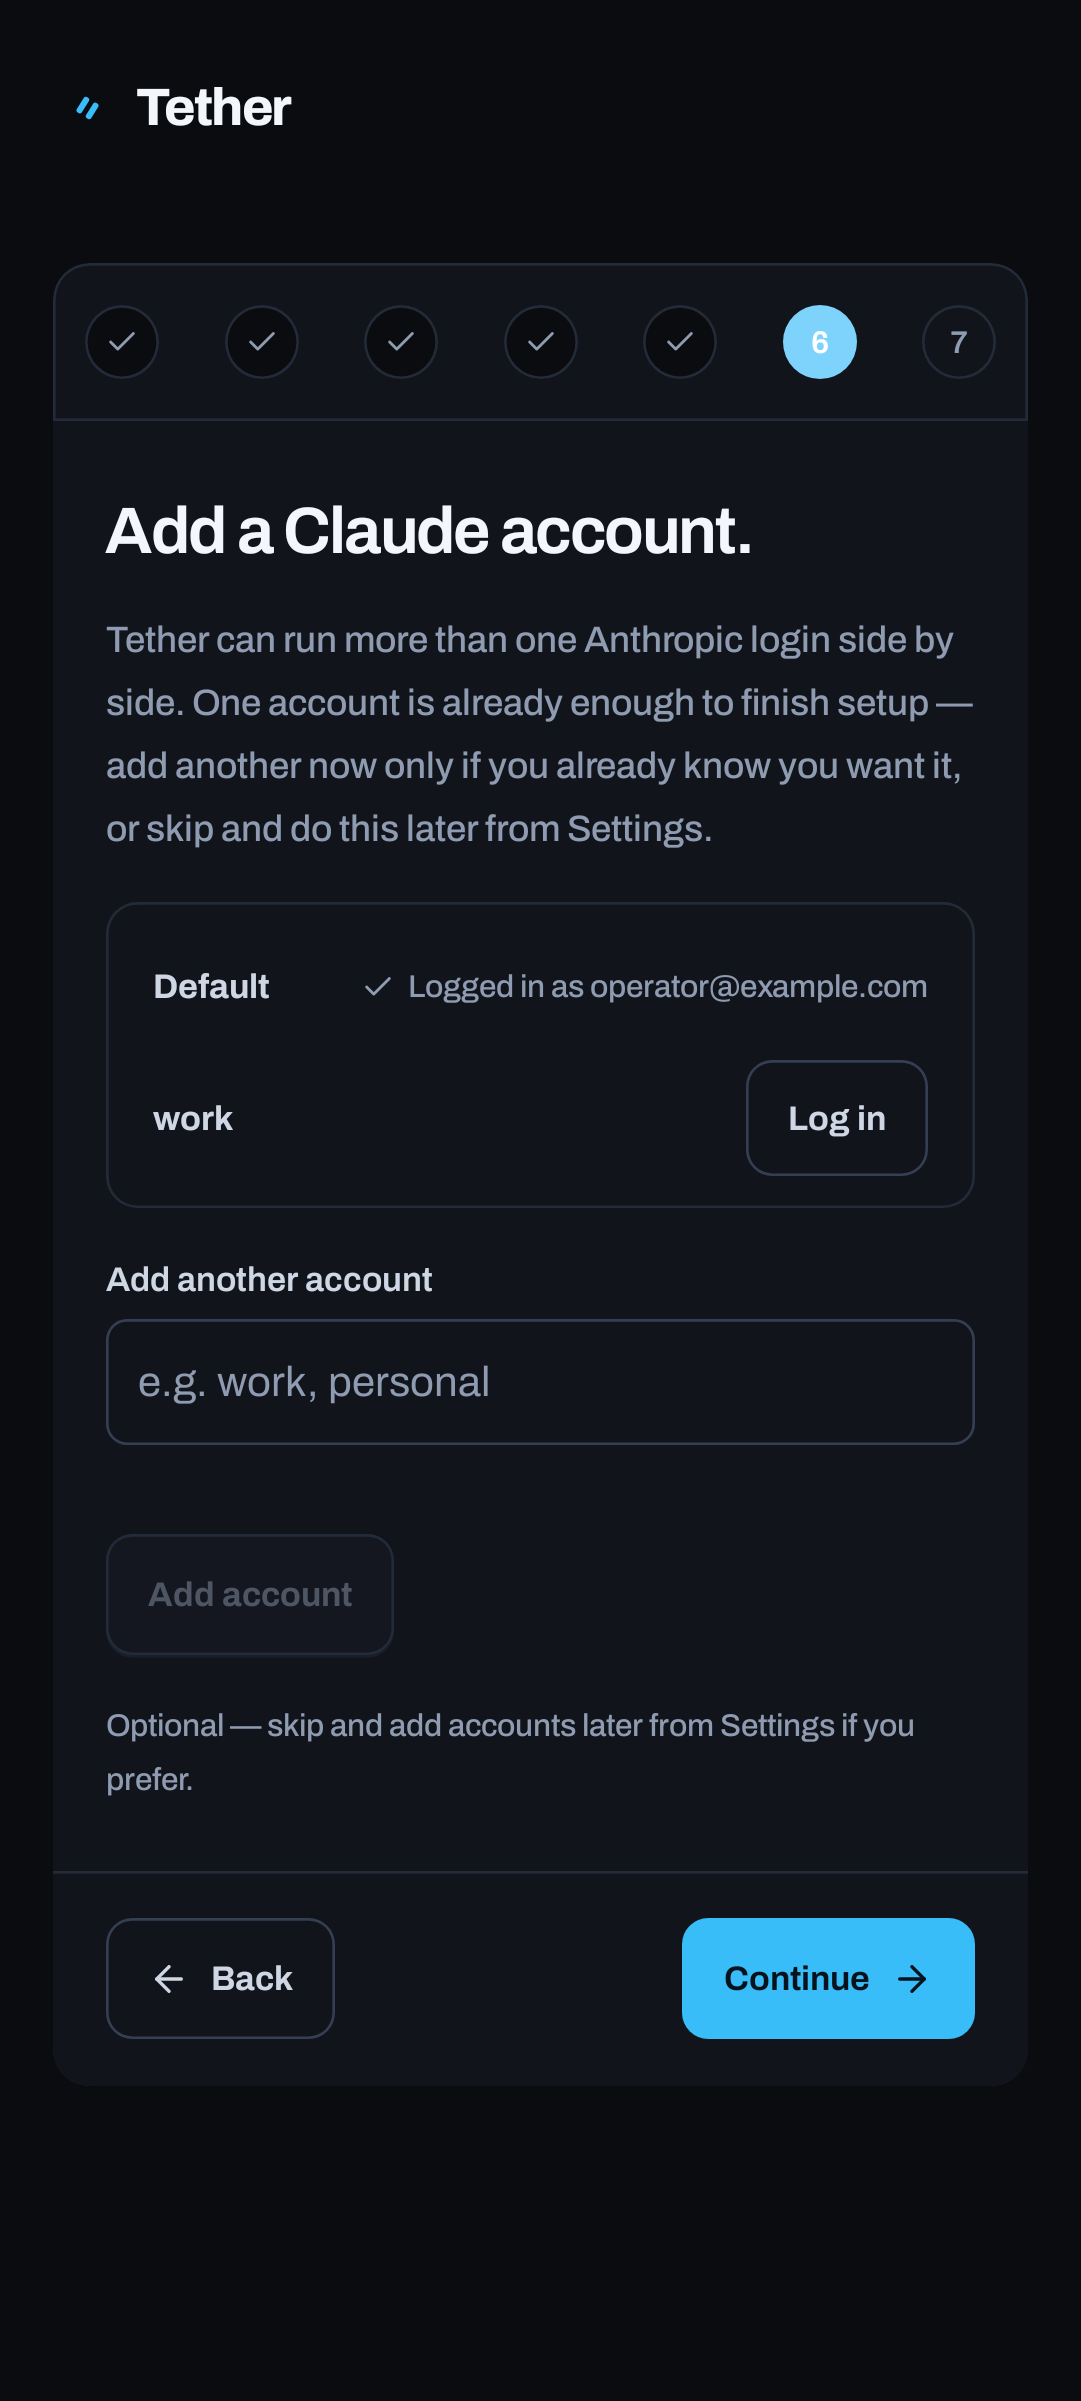 Tether
6
7
Add a Claude account.
Tether can run more than one Anthropic login side by
side. One account is already enough to finish setup —
add another now only if you already know you want it,
or skip and do this later from Settings.
Default
Logged in as operator@example.com
work
Log in
Add another account
e.g. work, personal
Add account
Optional — skip and add accounts later from Settings if you
prefer.
Back
Continue